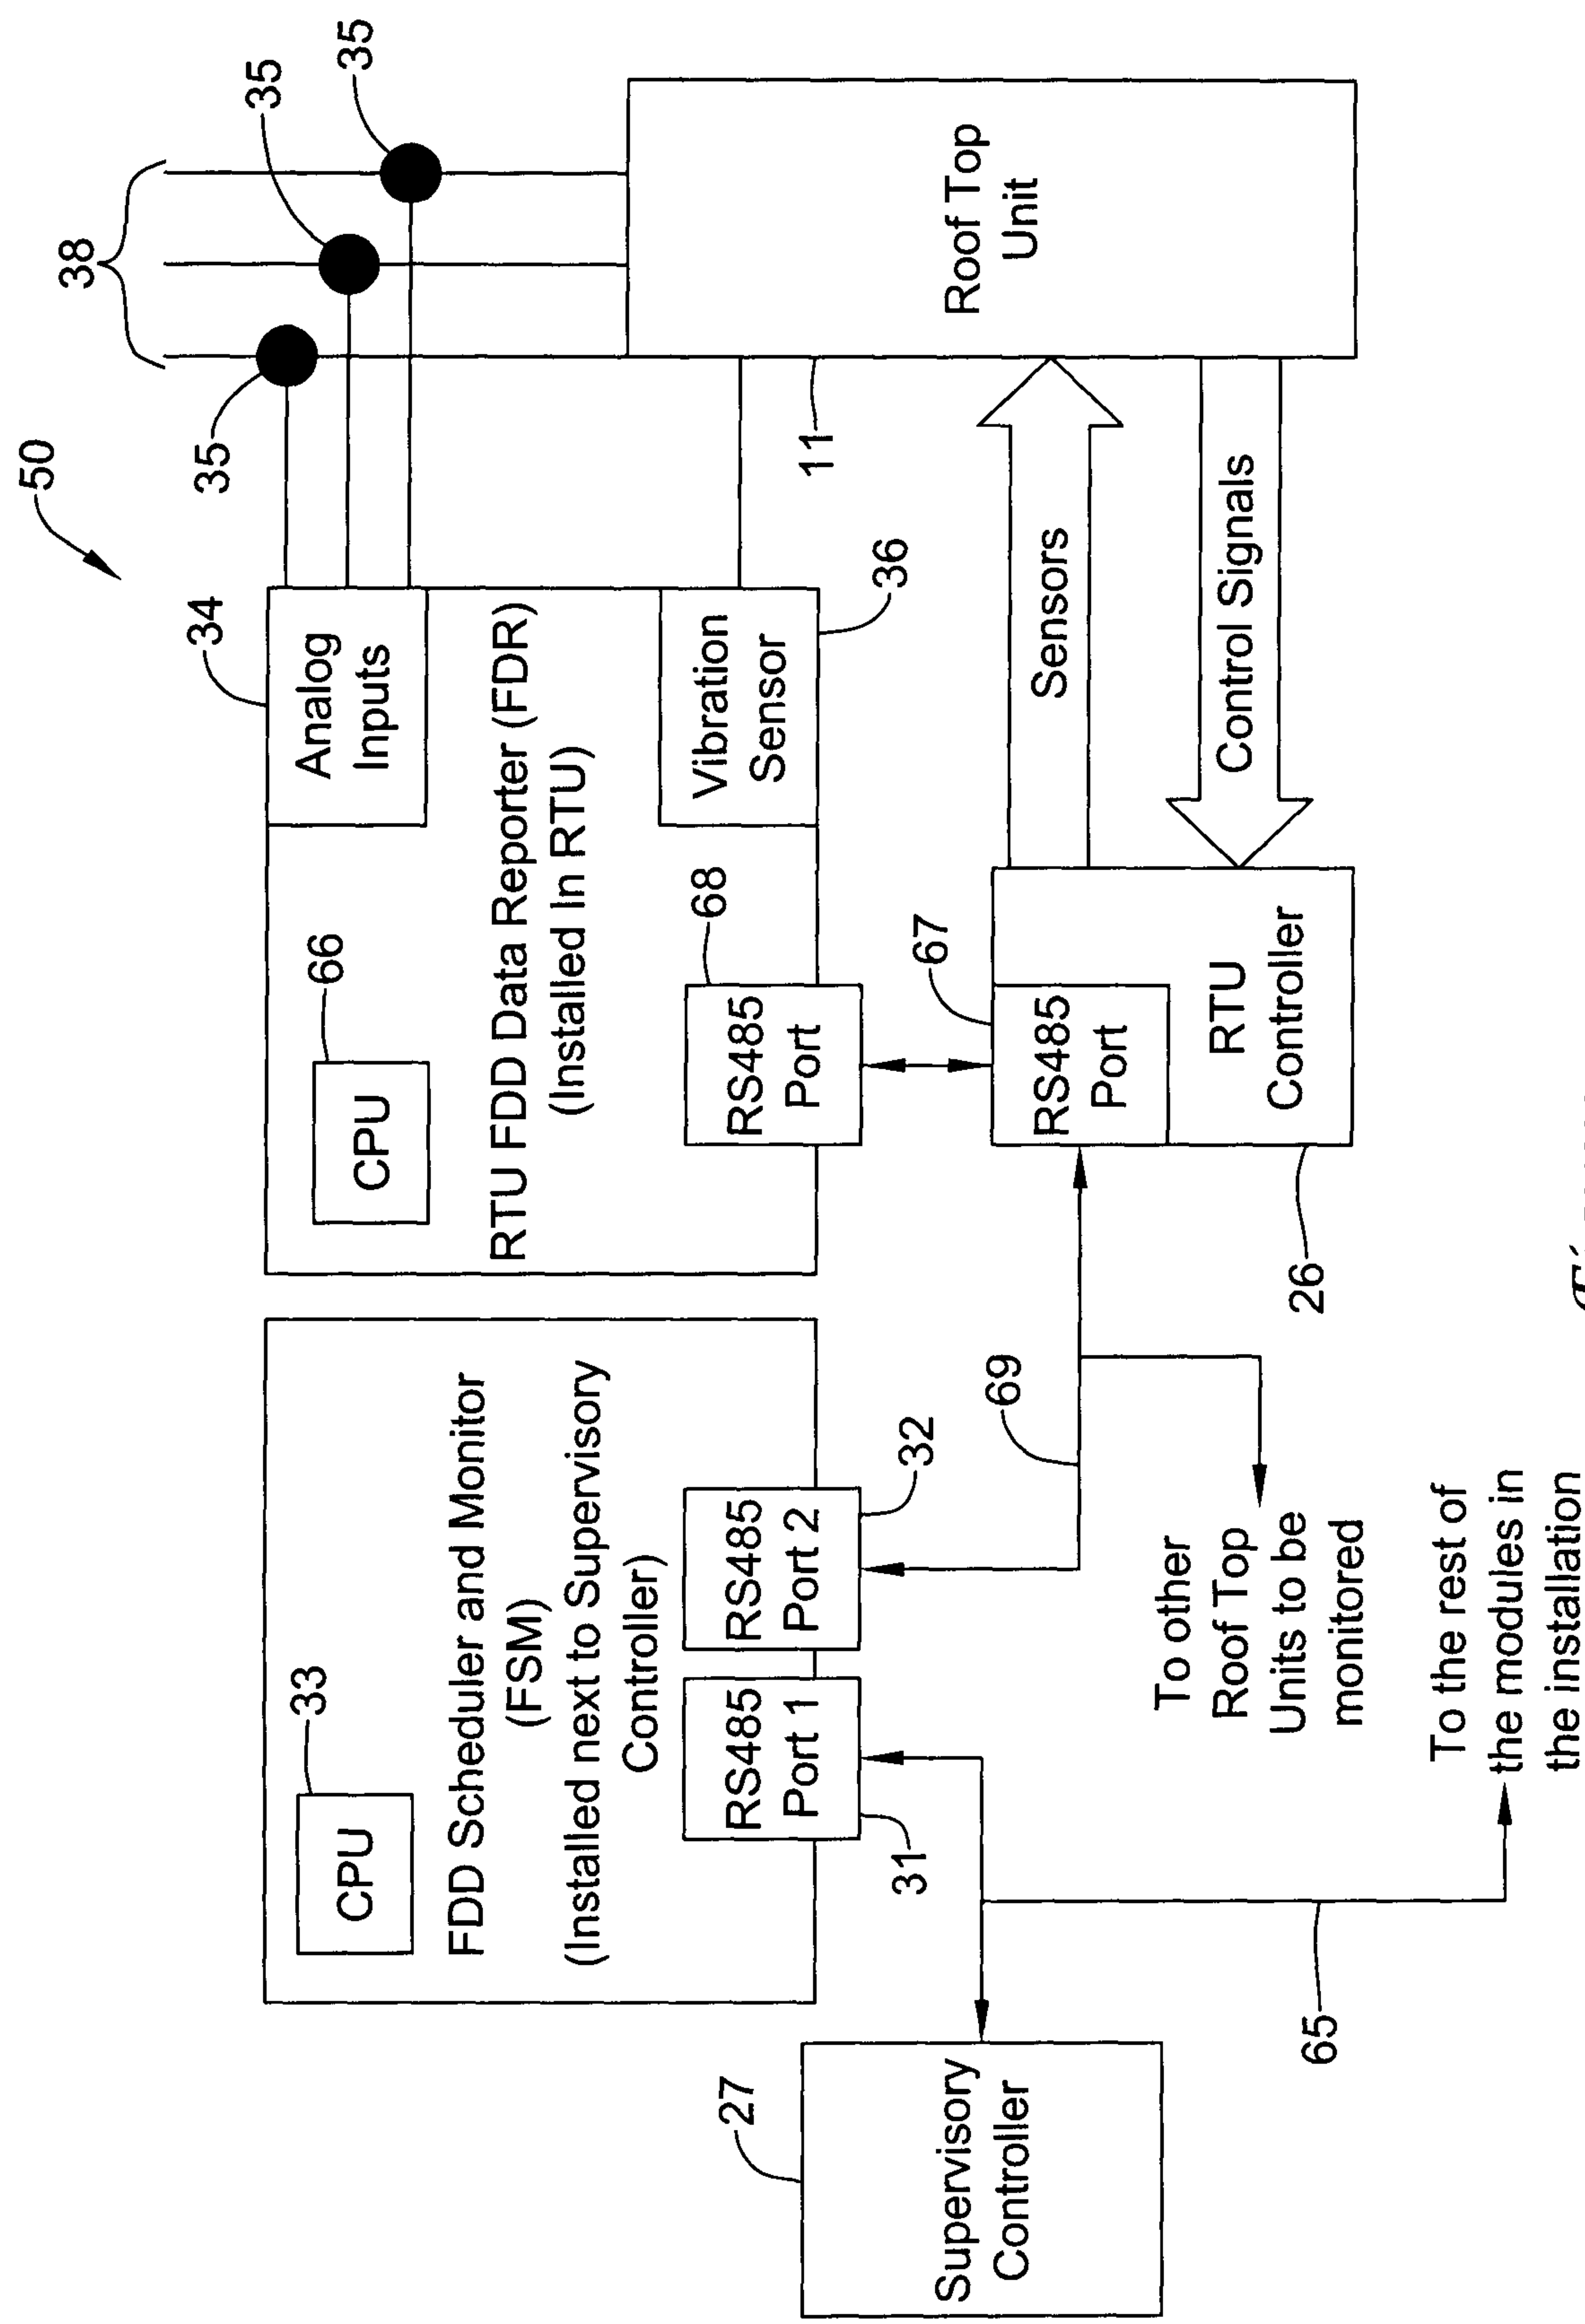 50
38
35
35
35
33
CPU
FDD Scheduler and Monitor
(FSM)
(Installed next to Supervisory
Controller)
RS485
Port 1
31
RS485
Port 2
32
66
CPU
RTU FDD Data Reporter (FDR)
(Installed In RTU)
34
Analog
Inputs
Vibration
Sensor
36
68
RS485
Port
27
Supervisory
Controller
65
69
67
RS485
Port
RTU
Controller
26
Sensors
Control Signals
11
Roof Top
Unit
To other
Roof Top
Units to be
monitored
To the rest of
the modules in
the installation